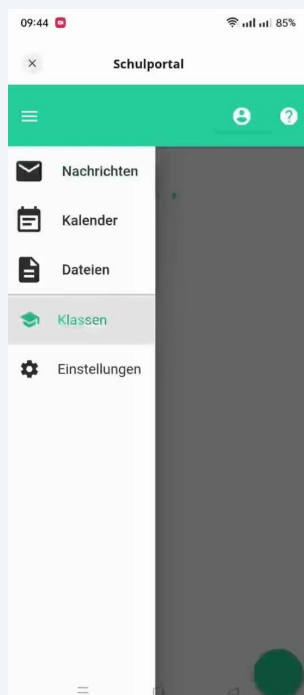 09:44 85%
Schulportal
Nachrichten
Kalender
Dateien
Klassen
Einstellungen